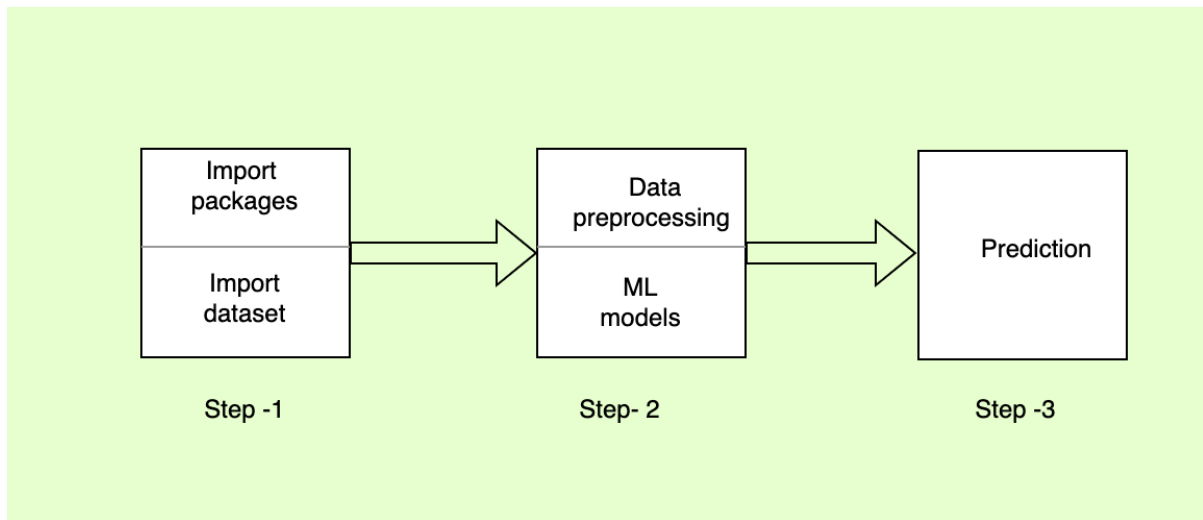 Import
packages
Import
dataset
Data
preprocessing
ML
models
Prediction
Step -1
Step- 2
Step -3